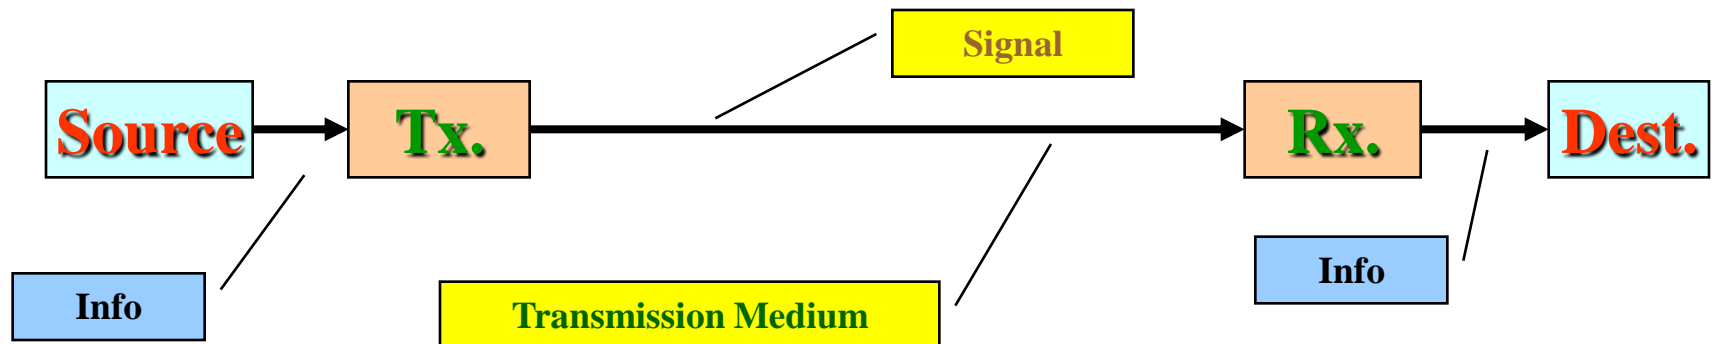 Signal
Source
Tx.
Rx.
Dest.
Info
Info
Transmission Medium